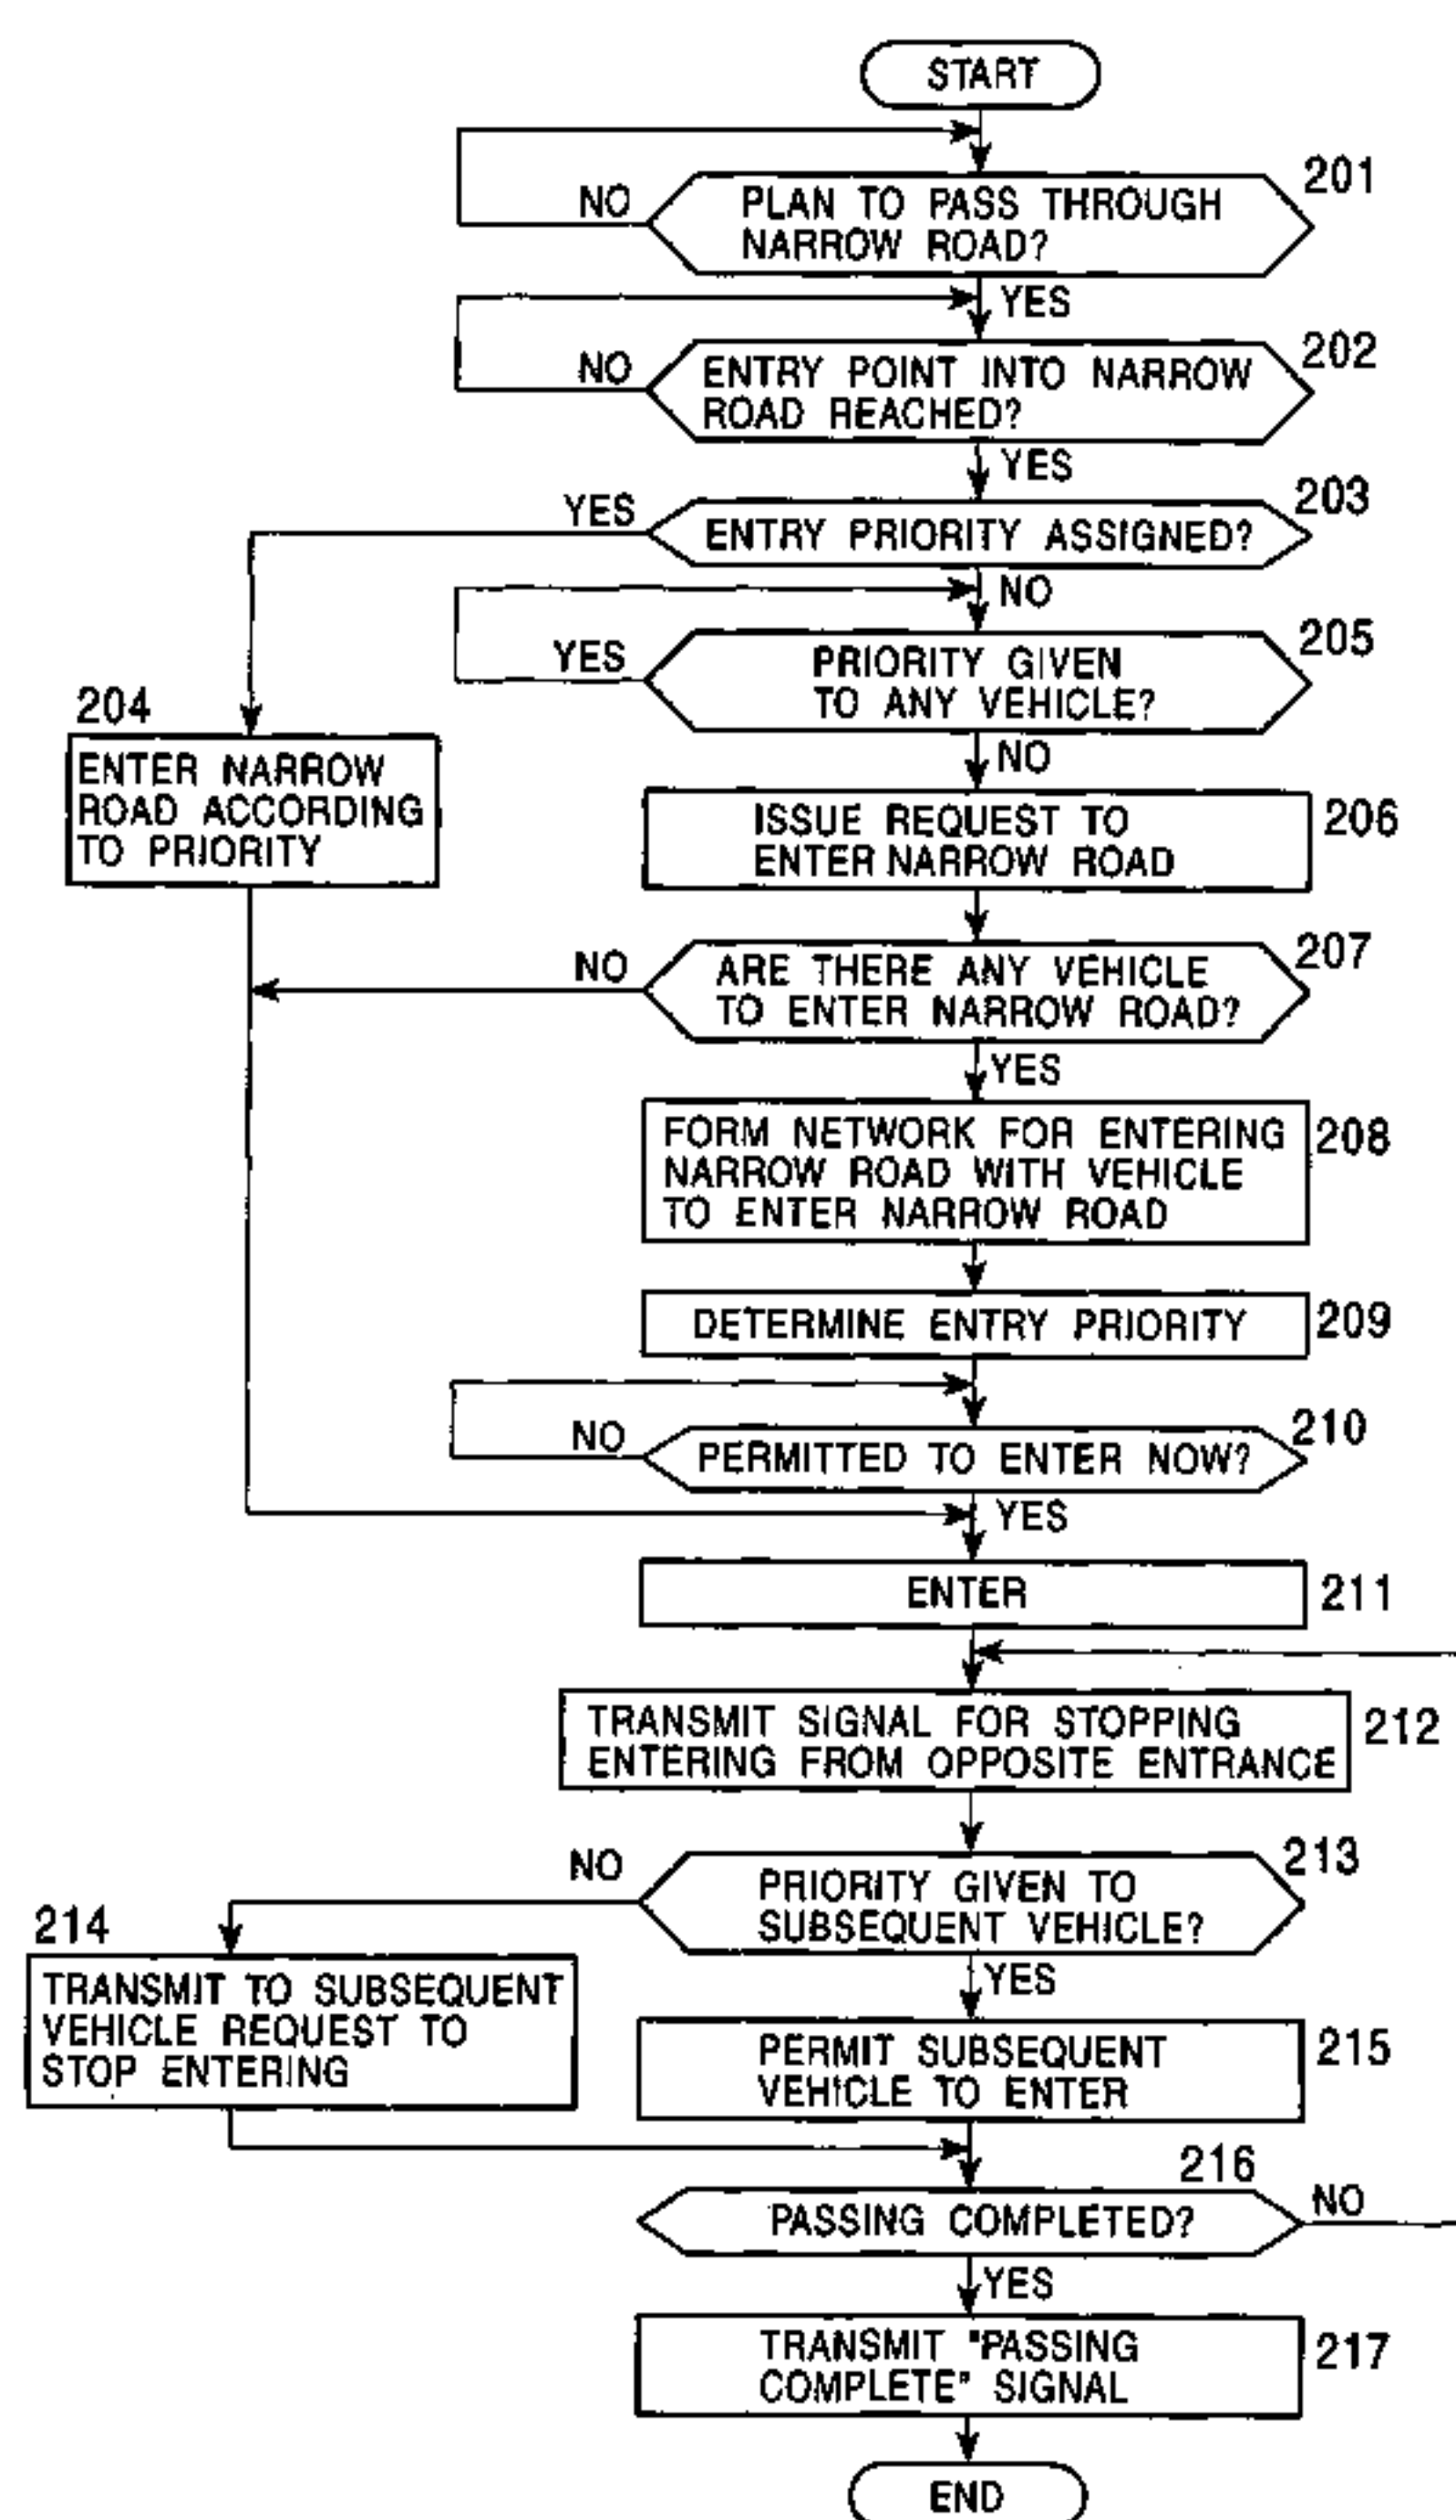 START
201
NO
PLAN TO PASS THROUGH
NARROW ROAD?
YES
202
NO
ENTRY POINT INTO NARROW
ROAD REACHED?
YES
203
YES
ENTRY PRIORITY ASSIGNED?
NO
205
YES
PRIORITY GIVEN
TO ANY VEHICLE?
204
NO
ENTER NARROW
ROAD ACCORDING
TO PRIORITY
206
ISSUE REQUEST TO
ENTER NARROW ROAD
207
NO
ARE THERE ANY VEHICLE
TO ENTER NARROW ROAD?
YES
208
FORM NETWORK FOR ENTERING
NARROW ROAD WITH VEHICLE
TO ENTER NARROW ROAD
209
DETERMINE ENTRY PRIORITY
210
NO
PERMITTED TO ENTER NOW?
YES
ENTER
211
TRANSMIT SIGNAL FOR STOPPING
ENTERING FROM OPPOSITE ENTRANCE
212
213
NO
PRIORITY GIVEN TO
SUBSEQUENT VEHICLE?
214
YES
TRANSMIT TO SUBSEQUENT
VEHICLE REQUEST TO
STOP ENTERING
215
PERMIT SUBSEQUENT
VEHICLE TO ENTER
216
NO
PASSING COMPLETED?
YES
217
TRANSMIT "PASSING
COMPLETE" SIGNAL
END